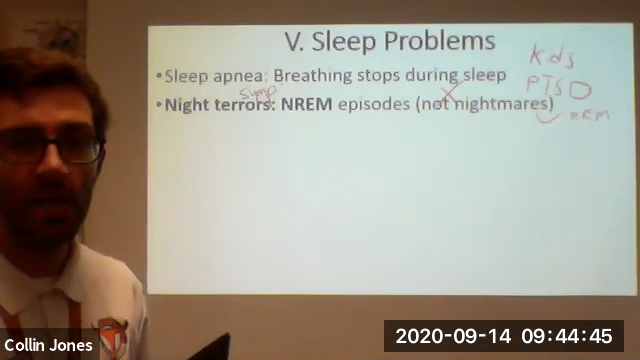 V. Sleep Problems
Kids
•Sleep apnea: Breathing stops during sleep
PTSD
symp
•Night terrors: NREM episodes (not nightmares)
REM
2020-09-14 09:44:45
Collin Jones